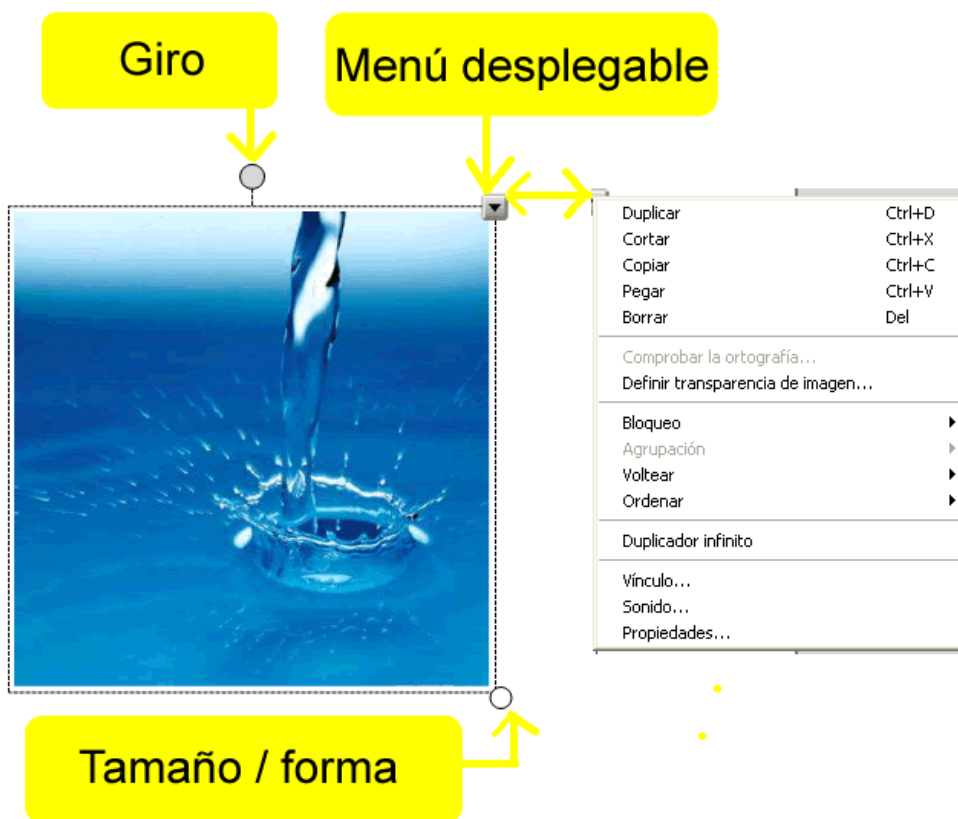 Giro
Menú desplegable
Duplicar Ctrl+D
Cortar Ctrl+X
Copiar Ctrl+C
Pegar Ctrl+V
Borrar Del
Comprobar la ortografía...
Definir transparencia de imagen...
Bloqueo
Agrupación
Voltear
Ordenar
Duplicador infinito
Vínculo...
Sonido...
Propiedades...
Tamaño / forma